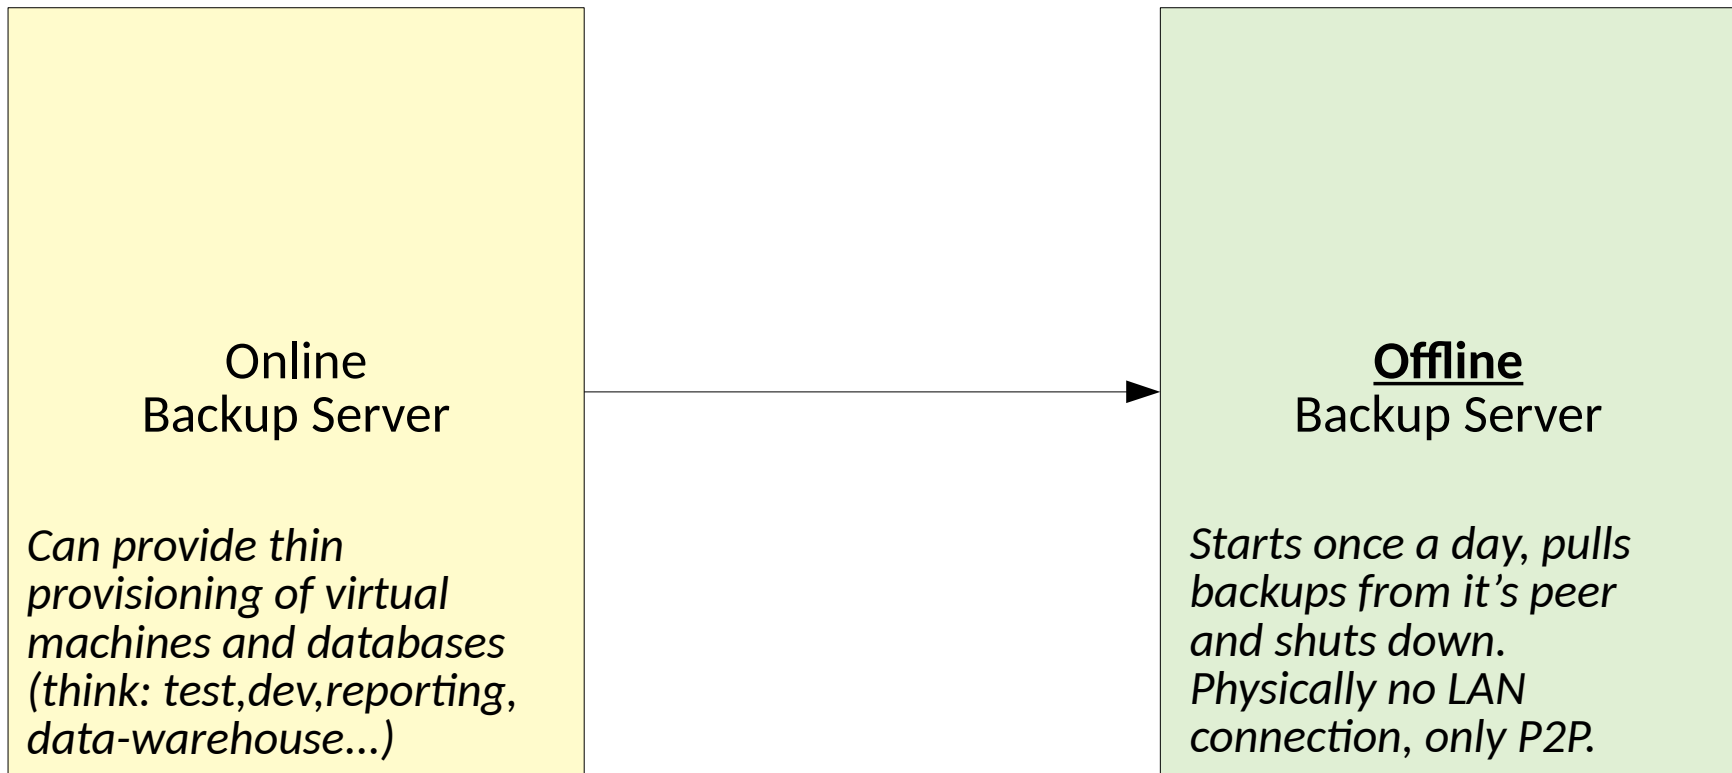 Online
Backup Server
Can provide thin
provisioning of virtual
machines and databases
(think: test,dev,reporting,
data-warehouse...)
Offline
Backup Server
Starts once a day, pulls
backups from it’s peer
and shuts down.
Physically no LAN
connection, only P2P.